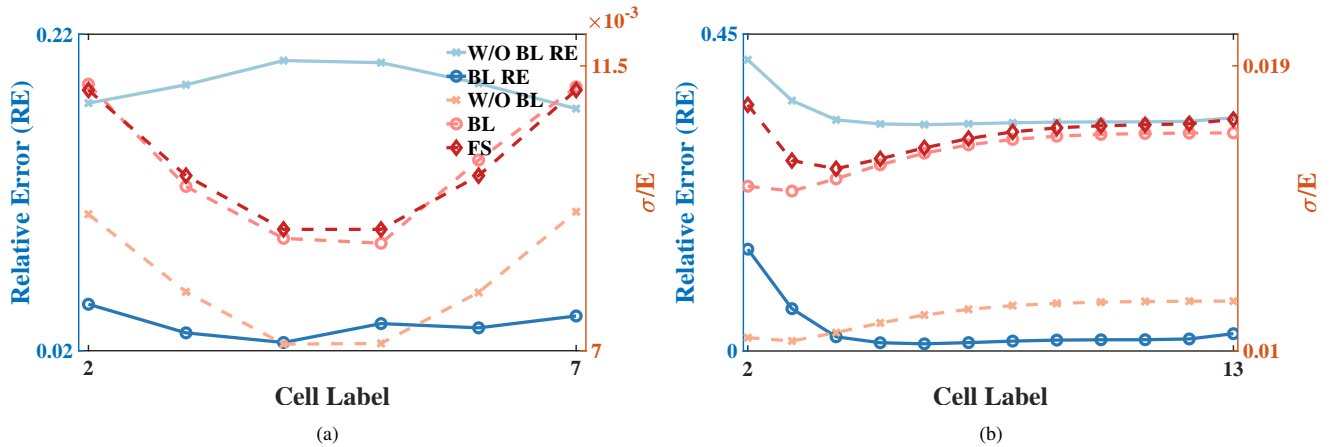 0.22
0.02
Relative Error (RE)
2
7
Cell Label
×10⁻³
11.5
7
σ/E
W/O BL RE
BL RE
W/O BL
BL
FS
(a)
0.45
0
Relative Error (RE)
2
13
Cell Label
0.019
0.01
σ/E
(b)